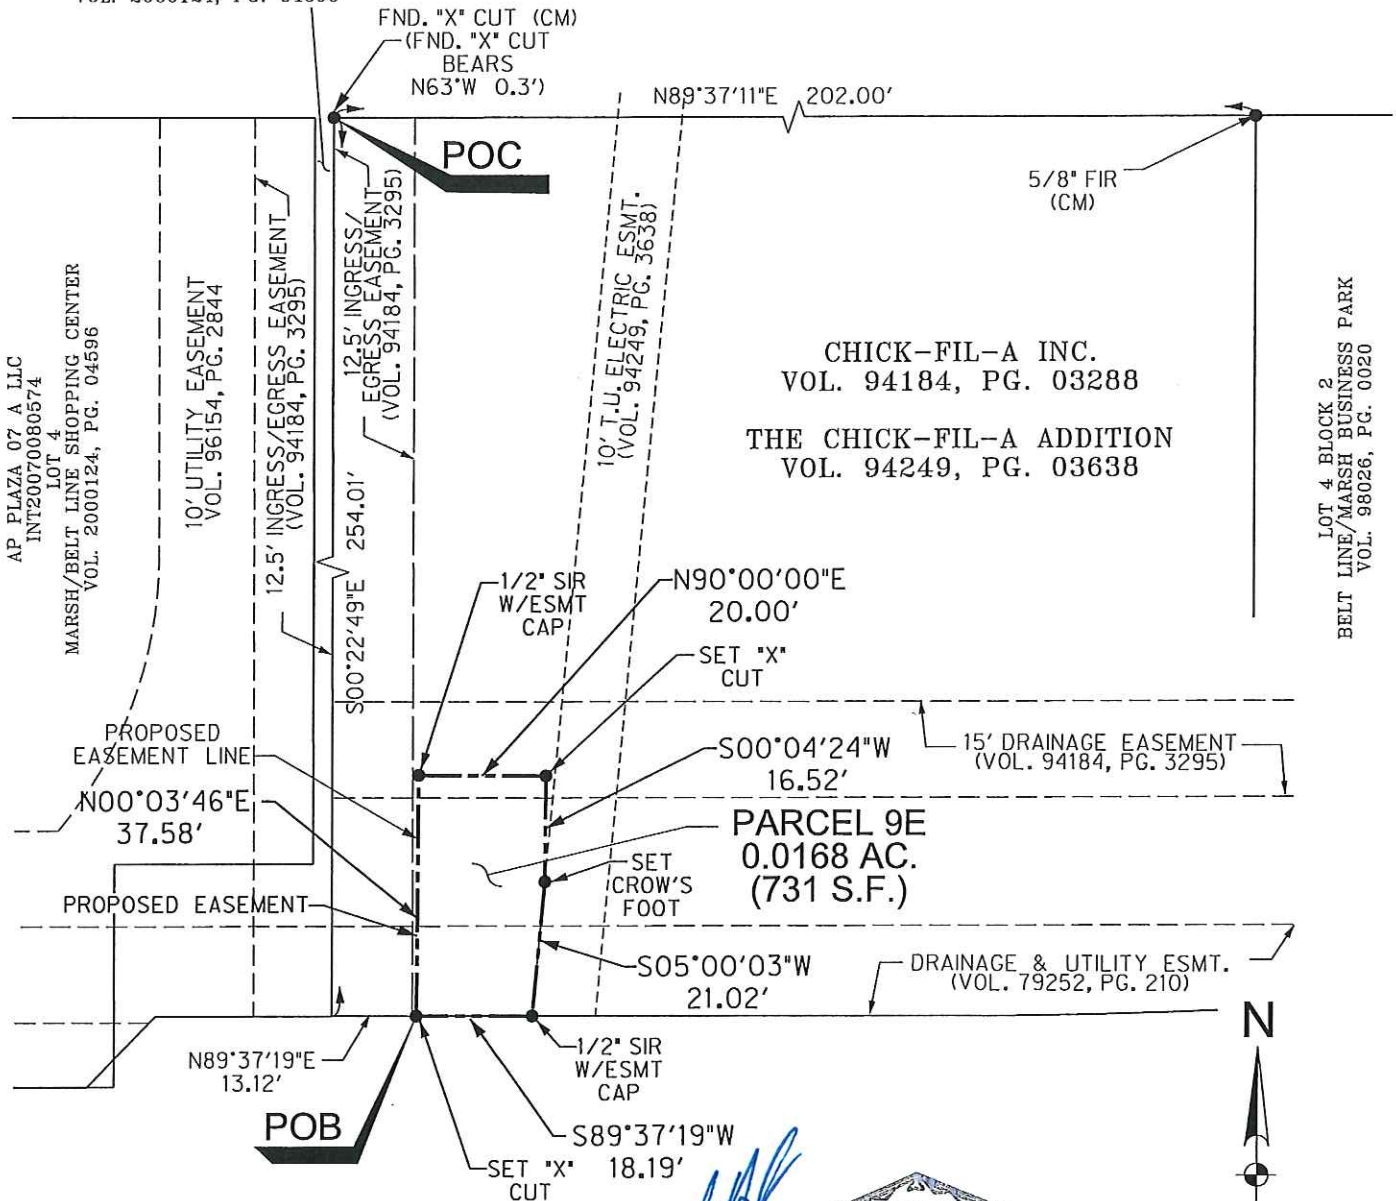 FND. "X" CUT (CM)
(FND. "X" CUT
BEARS
N63°W 0.3')
N89°37'11"E 202.00'
POC
5/8" FIR
(CM)
12.5' INGRESS/
EGRESS EASEMENT
(VOL. 94184, PG. 3295)
10' T.U. ELECTRIC ESMT.
(VOL. 94249, PG. 3638)
12.5' INGRESS/EGRESS EASEMENT
(VOL. 94184, PG. 3295)
10' UTILITY EASEMENT
VOL. 96154, PG. 2844
AP PLAZA 07 A LLC
INT20070080574
LOT 4
MARSH/BELT LINE SHOPPING CENTER
VOL. 2000124, PG. 04596
CHICK-FIL-A INC.
VOL. 94184, PG. 03288
THE CHICK-FIL-A ADDITION
VOL. 94249, PG. 03638
LOT 4 BLOCK 2
BELT LINE/MARSH BUSINESS PARK
VOL. 98026, PG. 0020
S00°22'49"E 254.01'
1/2" SIR
W/ESMT
CAP
N90°00'00"E
20.00'
SET "X"
CUT
PROPOSED
EASEMENT LINE
S00°04'24"W
16.52'
15' DRAINAGE EASEMENT
(VOL. 94184, PG. 3295)
N00°03'46"E
37.58'
PARCEL 9E
0.0168 AC.
(731 S.F.)
SET
CROW'S
FOOT
PROPOSED EASEMENT
S05°00'03"W
21.02'
DRAINAGE & UTILITY ESMT.
(VOL. 79252, PG. 210)
N
N89°37'19"E
13.12'
1/2" SIR
W/ESMT
CAP
POB
S89°37'19"W
18.19'
SET "X"
CUT